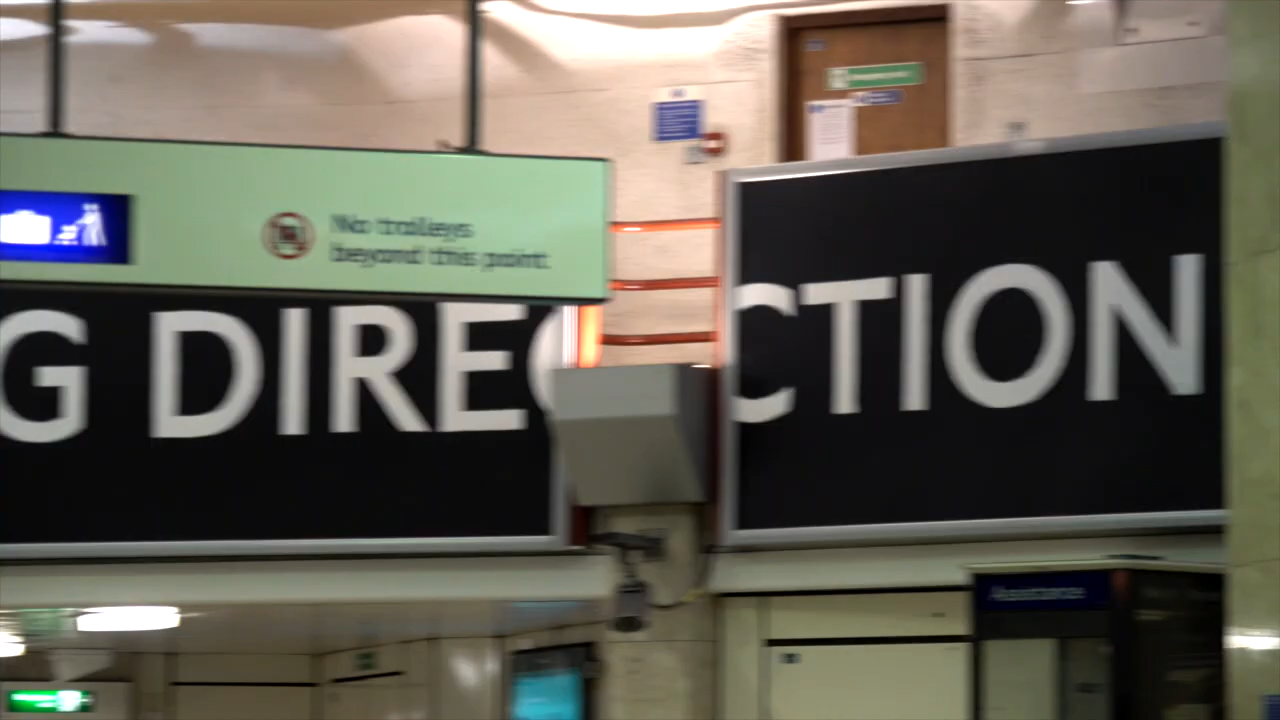 No trolleys
beyond this point
G DIREC CTION
Assistance